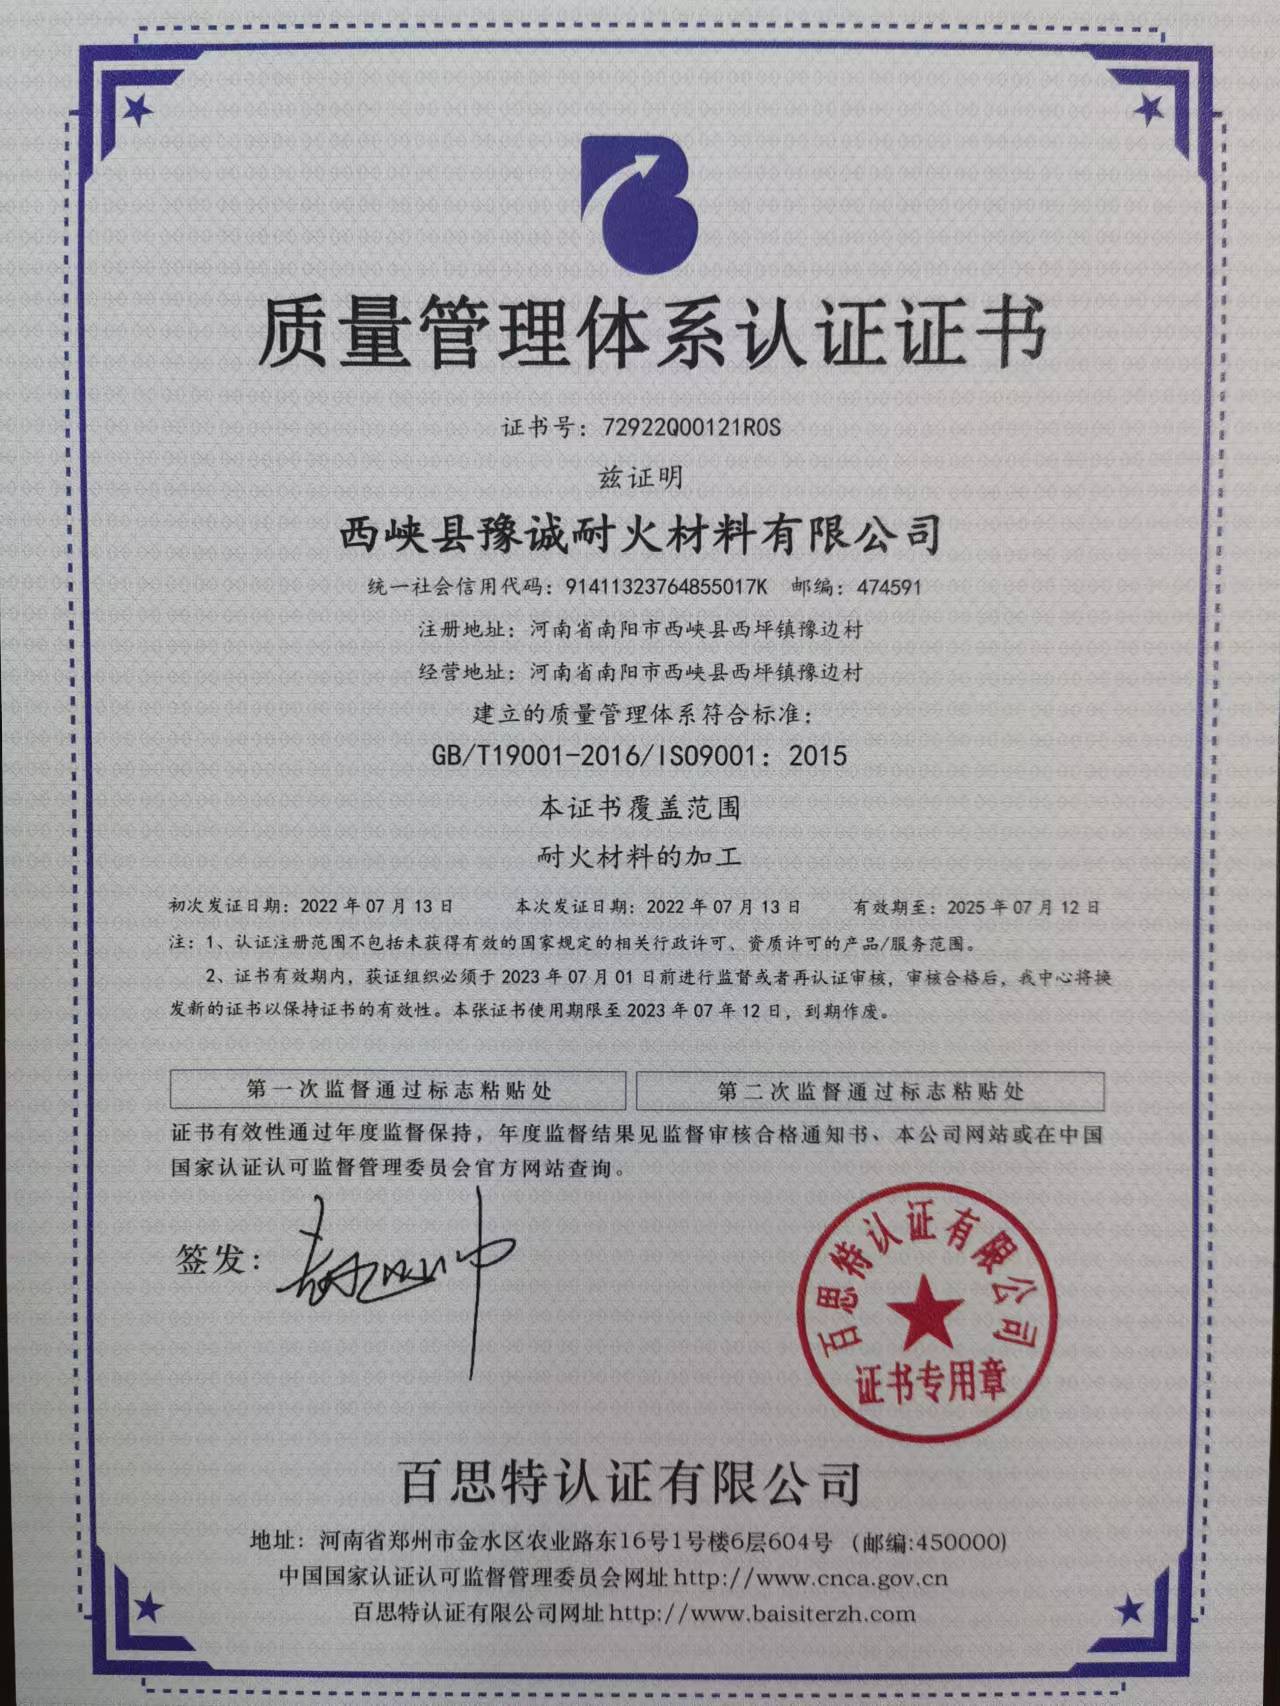 质量管理体系认证证书
证书号：72922Q00121R0S
兹证明
西峡县豫诚耐火材料有限公司
统一社会信用代码：91411323764855017K 邮编：474591
注册地址：河南省南阳市西峡县西坪镇豫边村
经营地址：河南省南阳市西峡县西坪镇豫边村
建立的质量管理体系符合标准：
GB/T19001-2016/ISO9001：2015
本证书覆盖范围
耐火材料的加工
初次发证日期：2022 年 07 月 13 日 本次发证日期：2022 年 07 月 13 日 有效期至：2025 年 07 月 12 日
注：1、认证注册范围不包括未获得有效的国家规定的相关行政许可、资质许可的产品/服务范围。
2、证书有效期内，获证组织必须于 2023 年 07 月 01 日前进行监督或者再认证审核，审核合格后，我中心将换
发新的证书以保持证书的有效性。本张证书使用期限至 2023 年 07 年 12 日，到期作废。
第一次监督通过标志粘贴处 第二次监督通过标志粘贴处
证书有效性通过年度监督保持，年度监督结果见监督审核合格通知书、本公司网站或在中国
国家认证认可监督管理委员会官方网站查询。
签发：
百思特认证有限公司
证书专用章
百思特认证有限公司
地址：河南省郑州市金水区农业路东16号1号楼6层604号 （邮编:450000）
中国国家认证认可监督管理委员会网址 http://www.cnca.gov.cn
百思特认证有限公司网址 http://www.baisiterzh.com